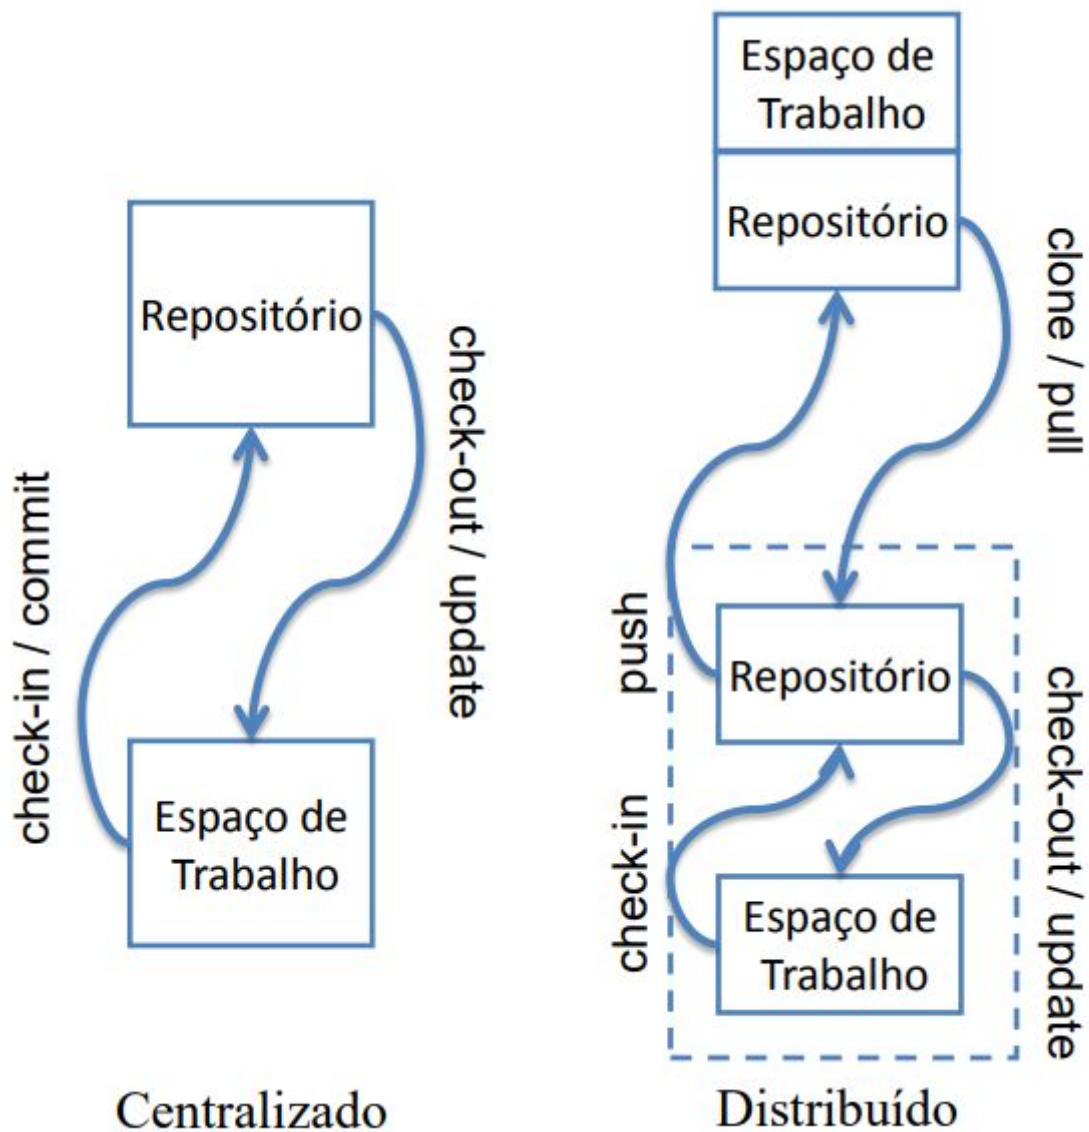 Repositório
check-out / update
check-in / commit
Espaço de
Trabalho
Centralizado
Espaço de
Trabalho
Repositório
clone / pull
push
Repositório
check-out / update
check-in
Espaço de
Trabalho
Distribuído